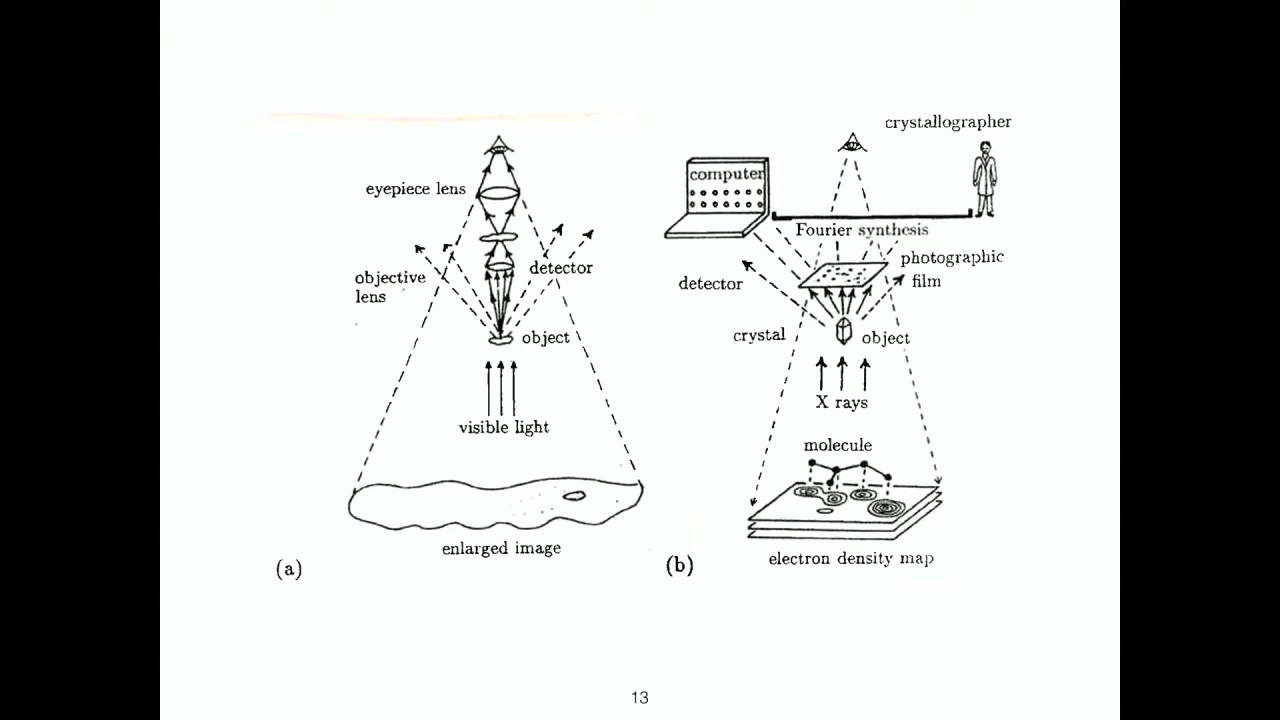 eyepiece lens
objective
lens
detector
object
visible light
enlarged image
(a)
crystallographer
computer
Fourier synthesis
photographic
film
detector
crystal
object
X rays
molecule
electron density map
(b)
13